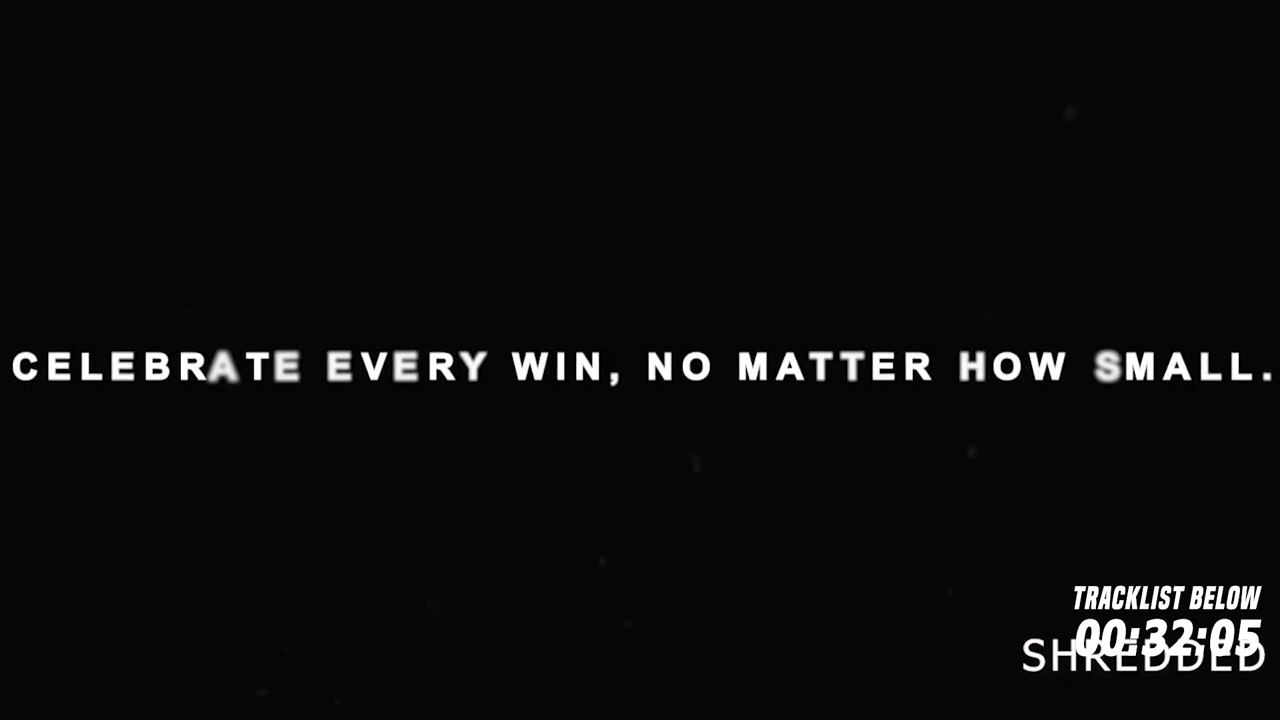 CELEBRATE EVERY WIN, NO MATTER HOW SMALL.
TRACKLIST BELOW
00:32:05
SHREDDED